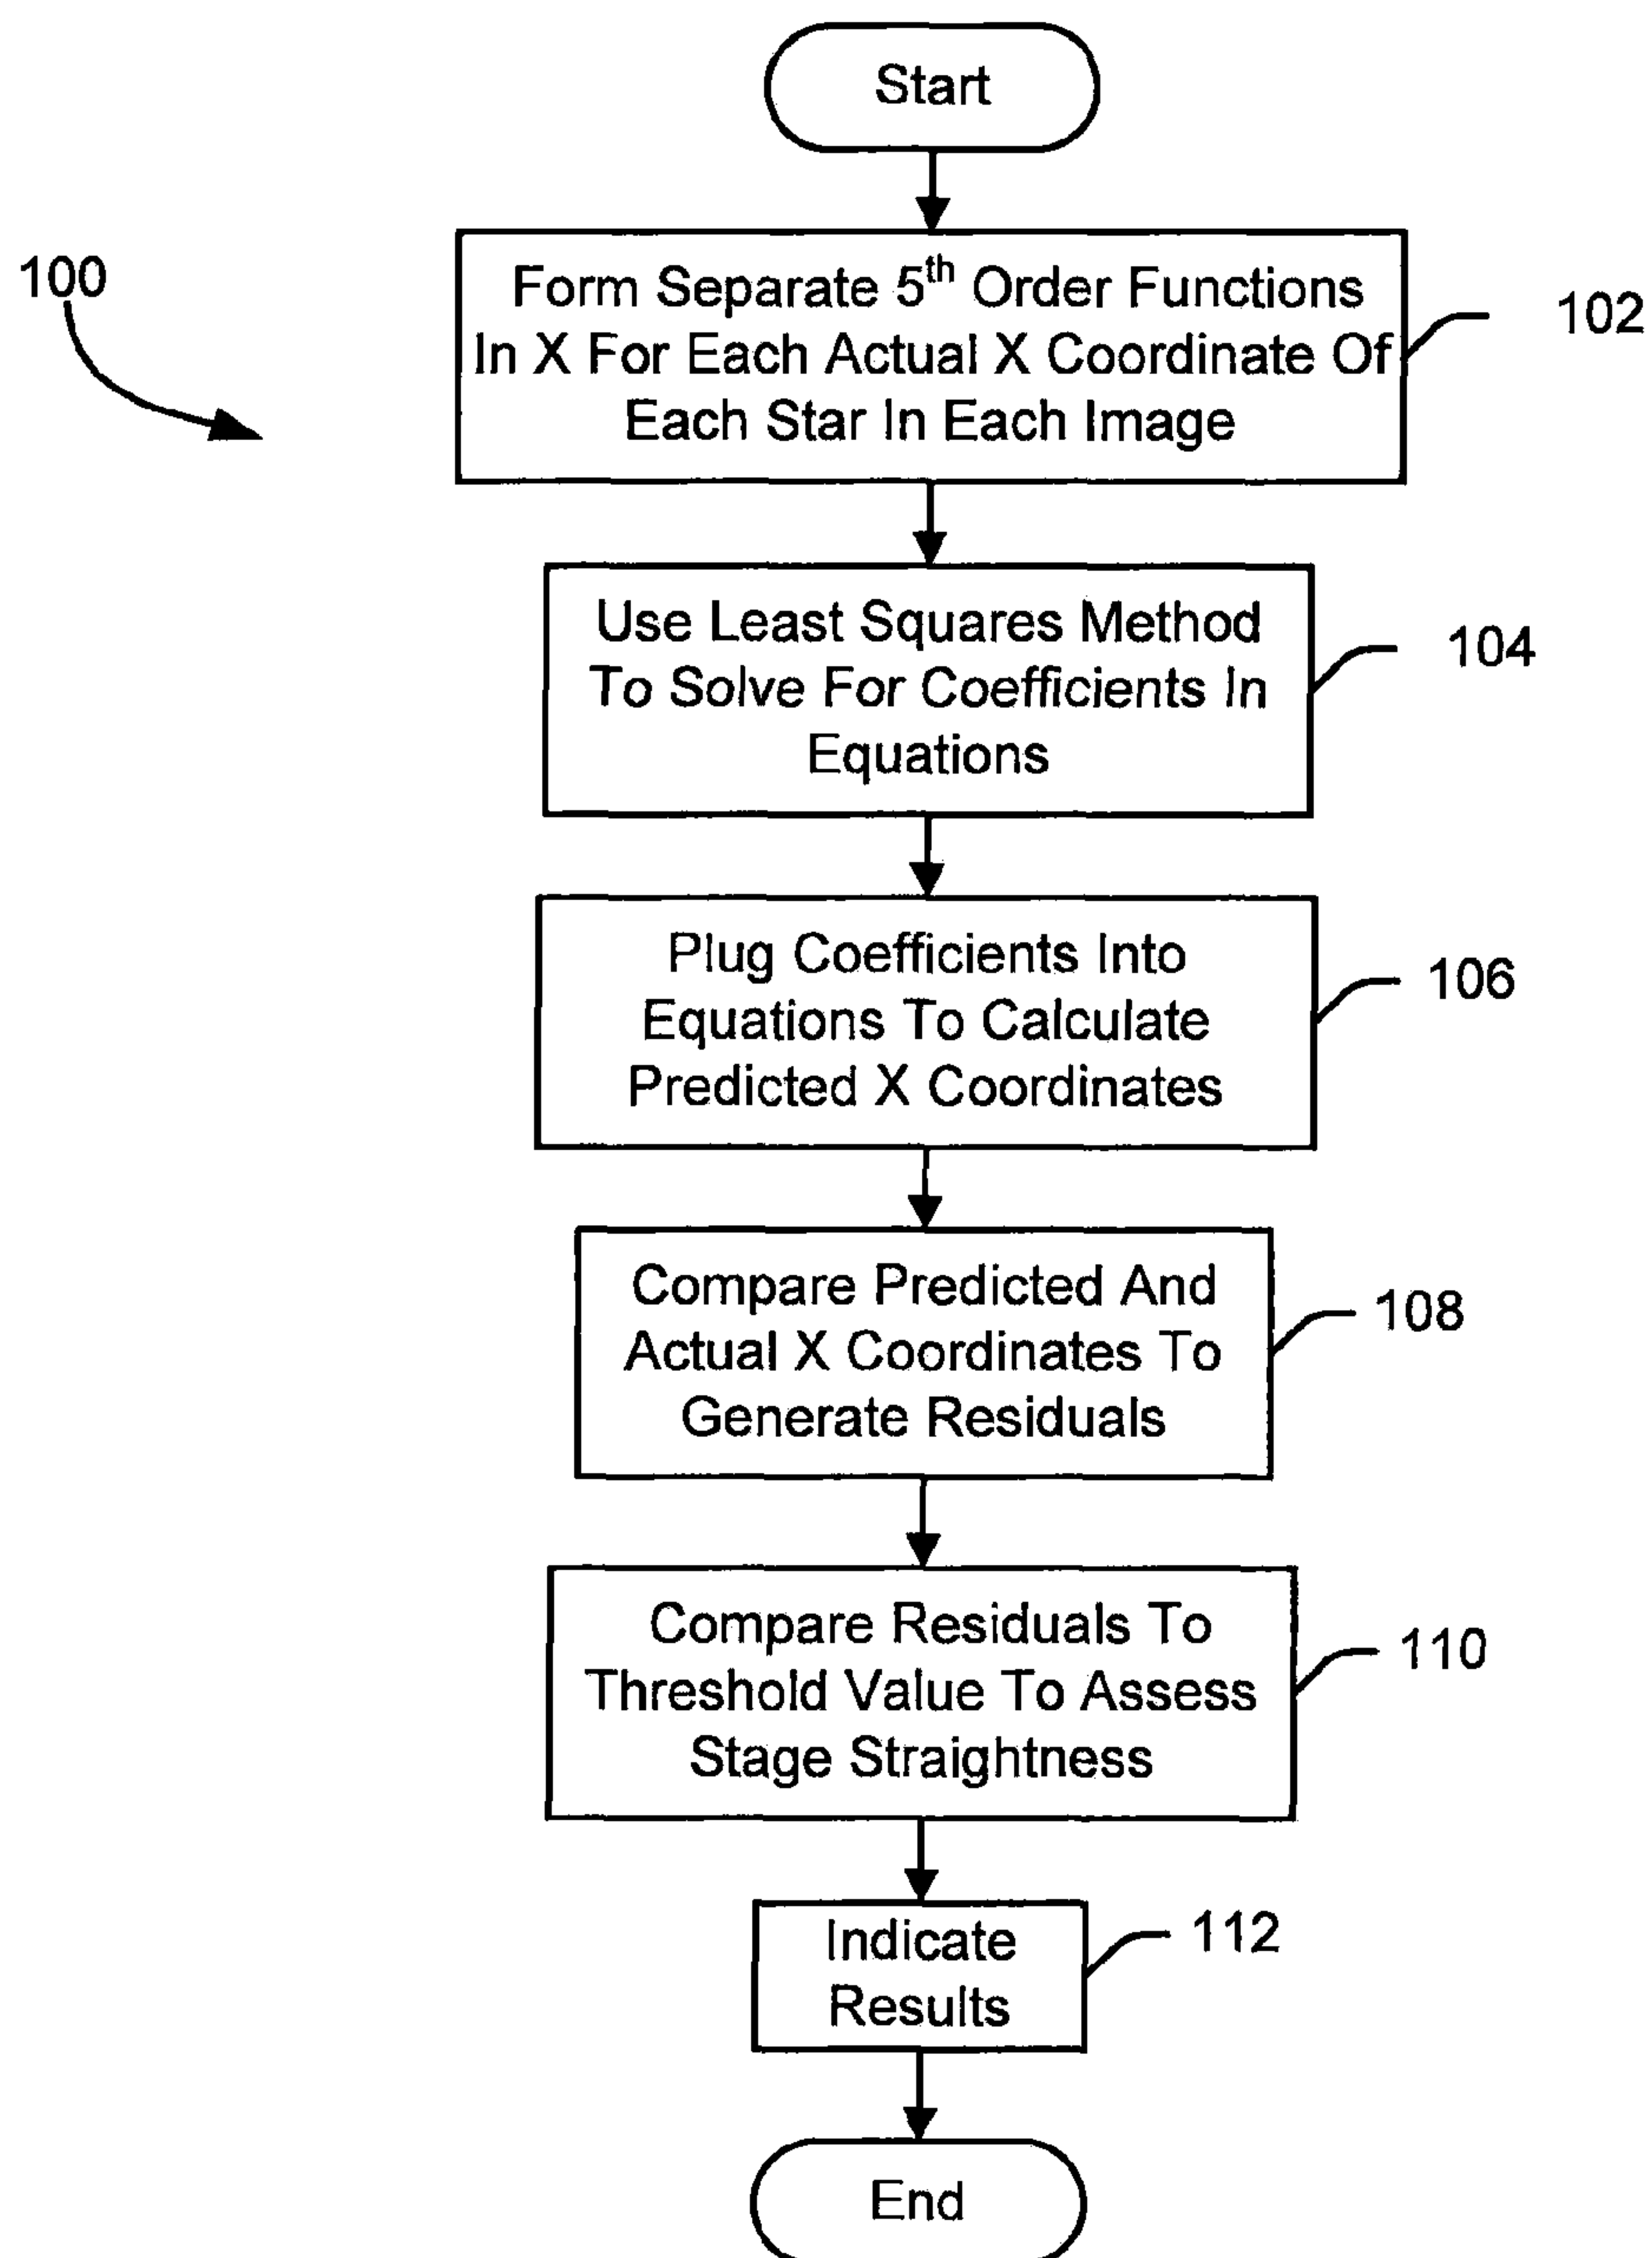 Start
100
Form Separate 5th Order Functions
In X For Each Actual X Coordinate Of
Each Star In Each Image
102
Use Least Squares Method
To Solve For Coefficients In
Equations
104
Plug Coefficients Into
Equations To Calculate
Predicted X Coordinates
106
Compare Predicted And
Actual X Coordinates To
Generate Residuals
108
Compare Residuals To
Threshold Value To Assess
Stage Straightness
110
Indicate
Results
112
End